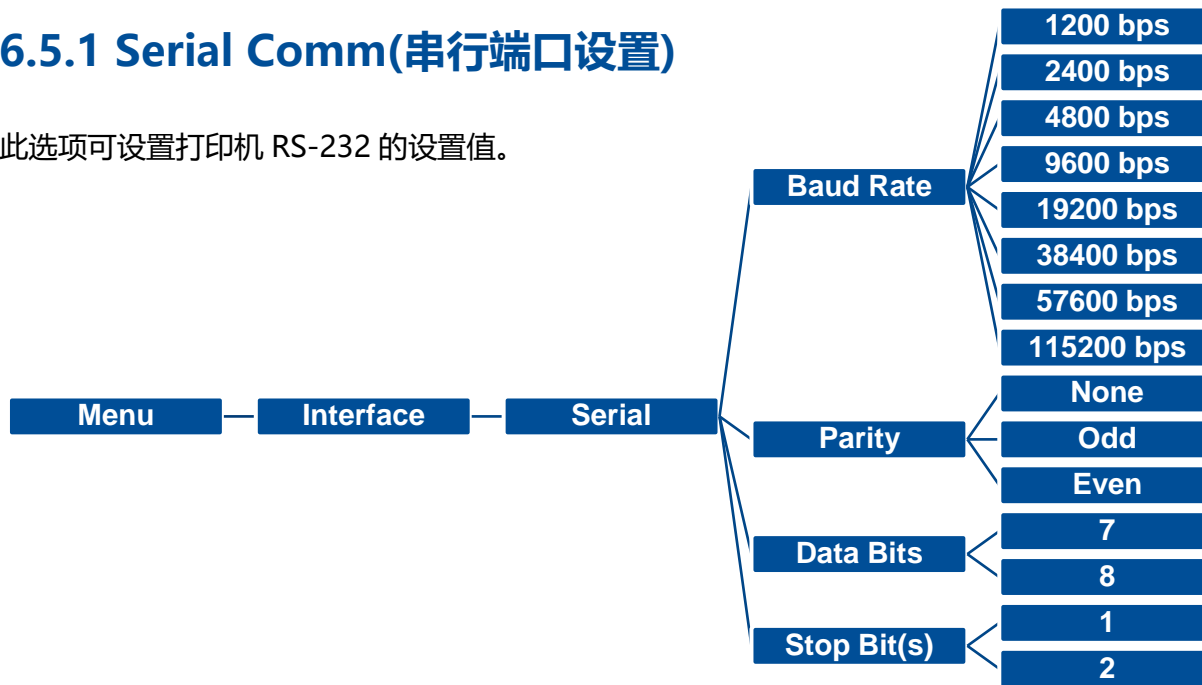 6.5.1 Serial Comm(串行端口设置)
此选项可设置打印机 RS-232 的设置值。
Menu
Interface
Serial
Baud Rate
1200 bps
2400 bps
4800 bps
9600 bps
19200 bps
38400 bps
57600 bps
115200 bps
Parity
None
Odd
Even
Data Bits
7
8
Stop Bit(s)
1
2